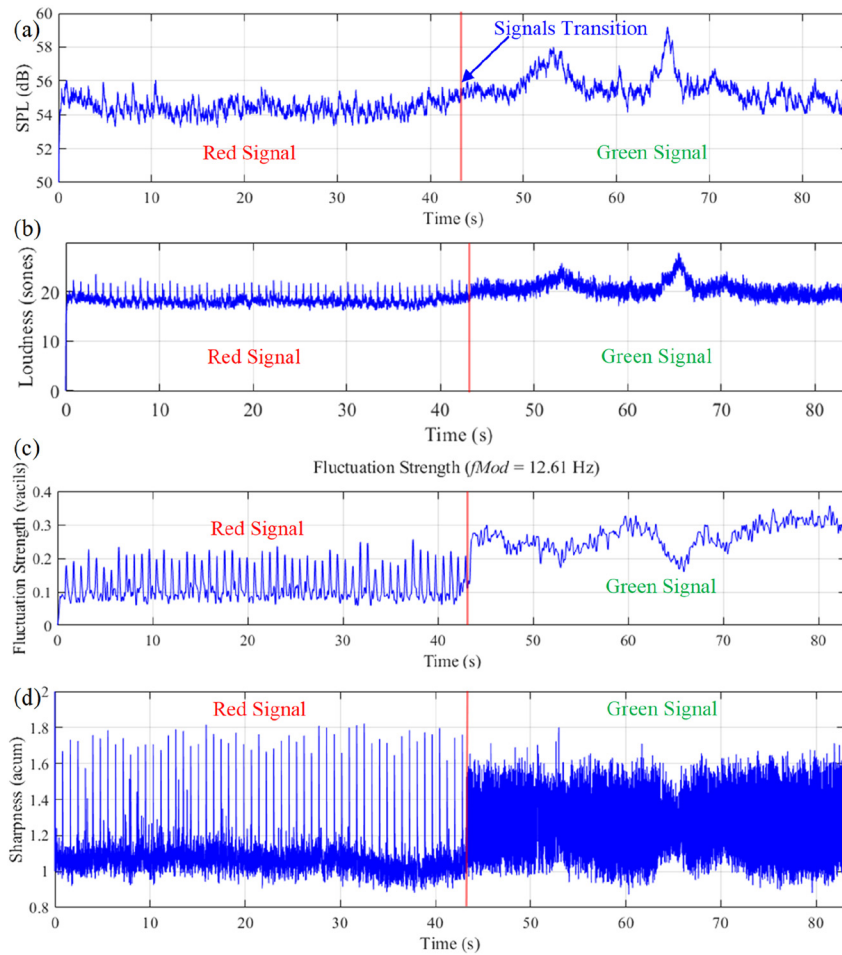 (a)
60
58
56
54
52
50
SPL (dB)
Signals Transition
Red Signal
Green Signal
0 10 20 30 40 50 60 70 80
Time (s)
(b)
20
10
0
Loudness (sones)
Red Signal
Green Signal
0 10 20 30 40 50 60 70 80
Time (s)
(c)
Fluctuation Strength (fMod = 12.61 Hz)
0.4
0.3
0.2
0.1
0
Fluctuation Strength (vacils)
Red Signal
Green Signal
0 10 20 30 40 50 60 70 80
Time (s)
(d)
2
1.8
1.6
1.4
1.2
1
0.8
Sharpness (acum)
Red Signal
Green Signal
0 10 20 30 40 50 60 70 80
Time (s)